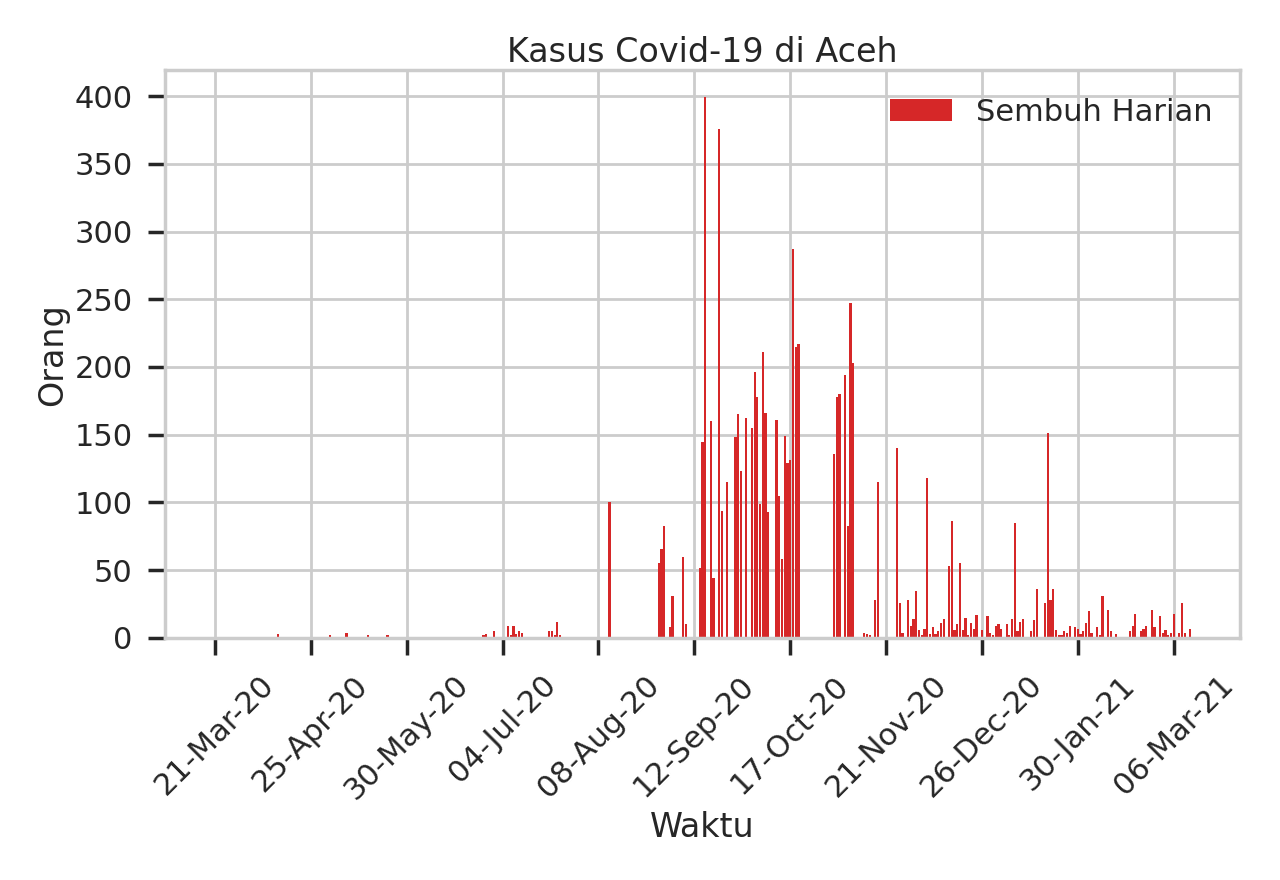 Kasus Covid-19 di Aceh
Sembuh Harian
400
350
300
250
200
150
100
50
0
Orang
21-Mar-20
25-Apr-20
30-May-20
04-Jul-20
08-Aug-20
12-Sep-20
17-Oct-20
21-Nov-20
26-Dec-20
30-Jan-21
06-Mar-21
Waktu